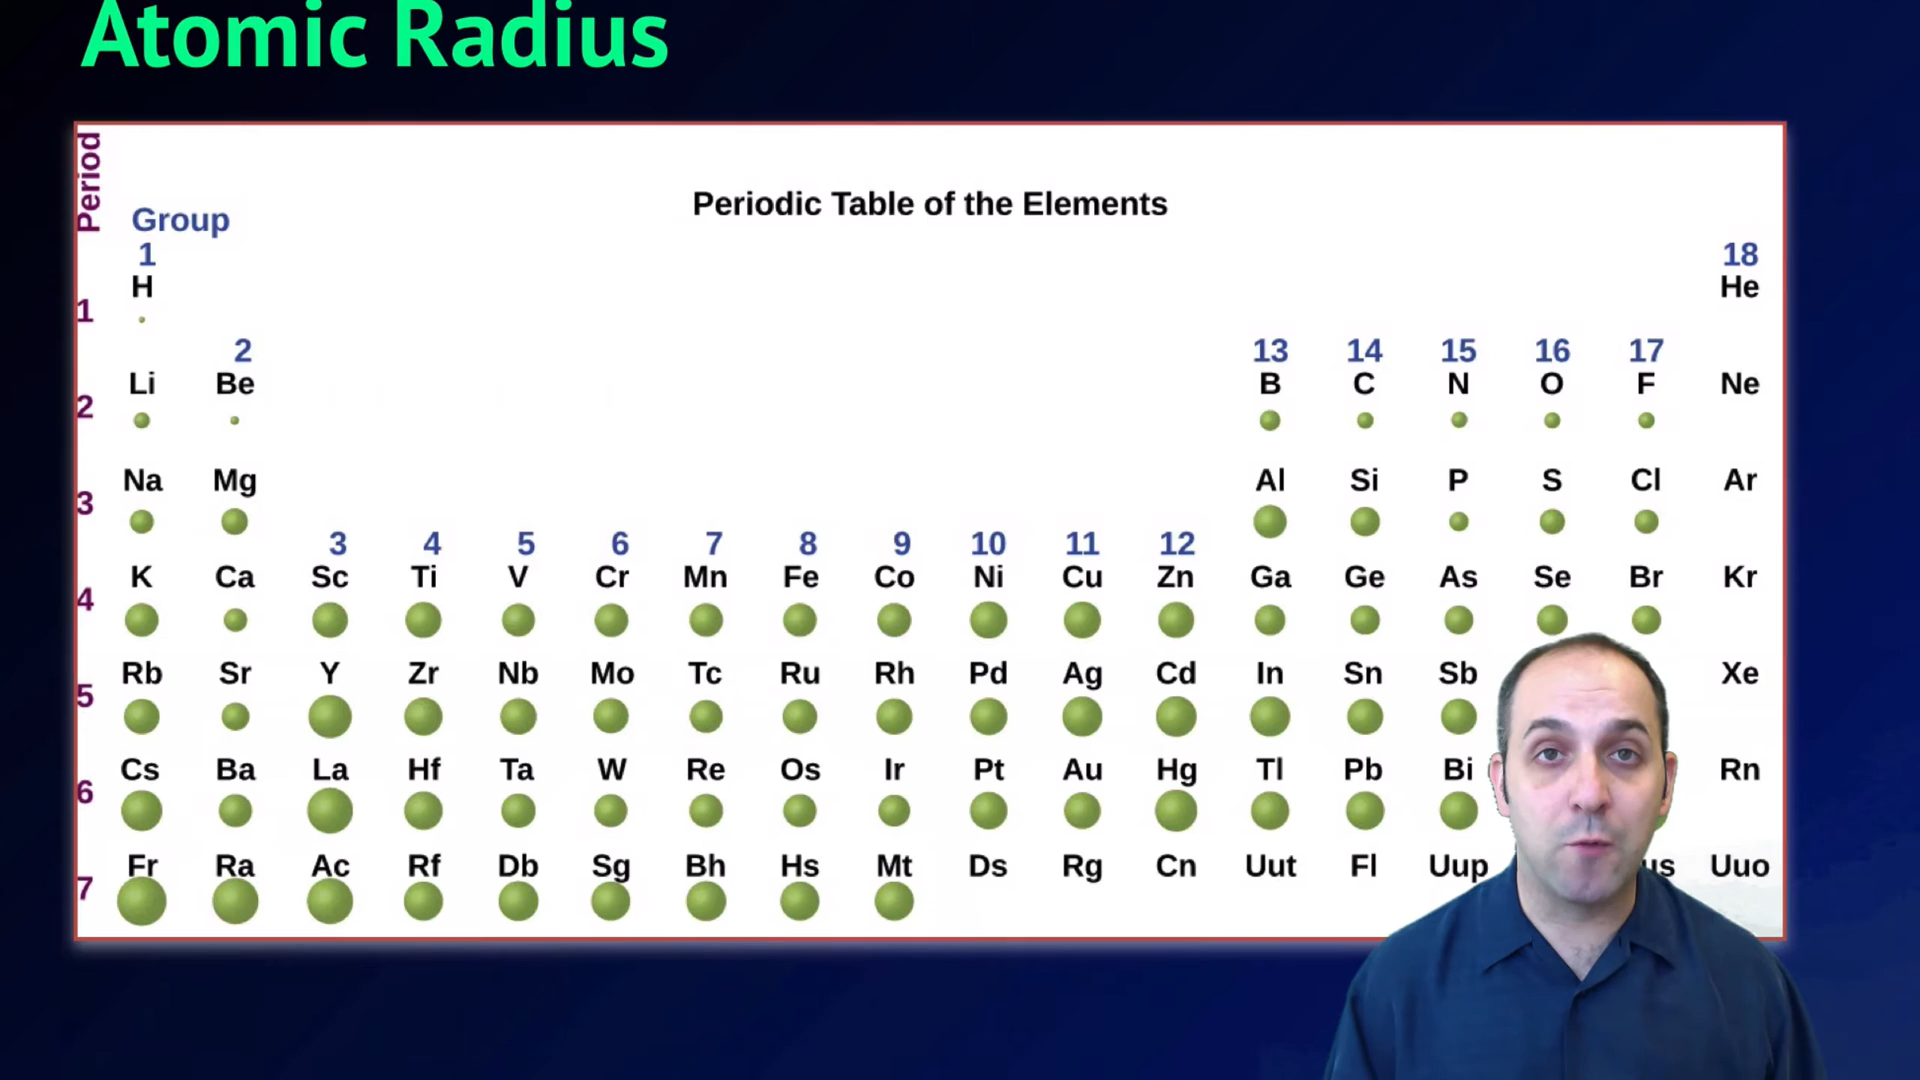 Atomic Radius
Period
Periodic Table of the Elements
Group
1 18
H He
1
2 13 14 15 16 17
Li Be B C N O F Ne
2
Na Mg Al Si P S Cl Ar
3
3 4 5 6 7 8 9 10 11 12
K Ca Sc Ti V Cr Mn Fe Co Ni Cu Zn Ga Ge As Se Br Kr
4
Rb Sr Y Zr Nb Mo Tc Ru Rh Pd Ag Cd In Sn Sb Xe
5
Cs Ba La Hf Ta W Re Os Ir Pt Au Hg Tl Pb Bi Rn
6
Fr Ra Ac Rf Db Sg Bh Hs Mt Ds Rg Cn Uut Fl Uup Uuo
7